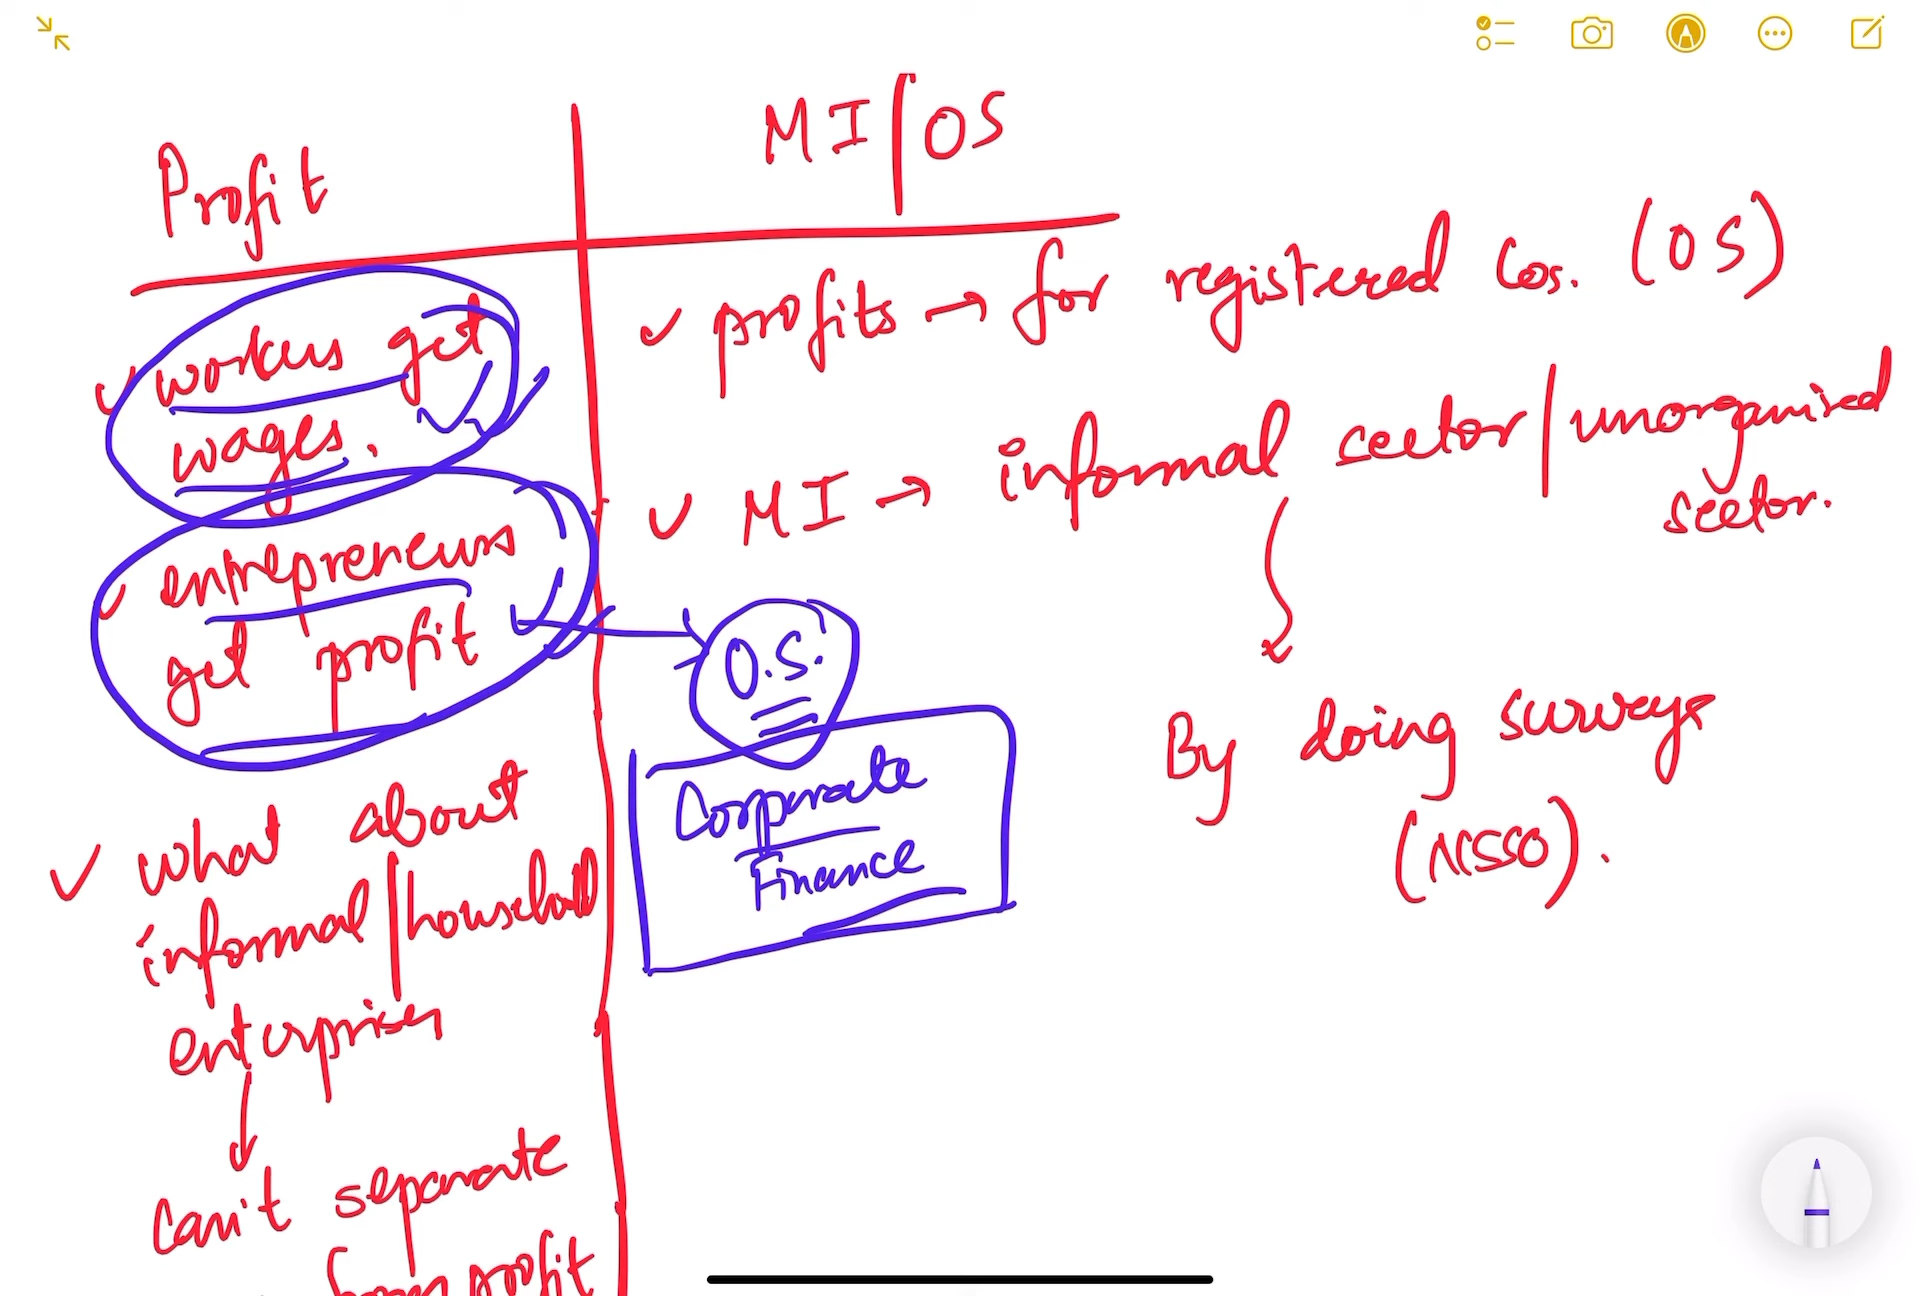 Profit
MI | OS
workers get
wages.
entrepreneurs
get profit
What about
informal | household
enterprises
Can't separate
from profit
profits → for registered Cos. (OS)
MI → informal sector | unorganised
sector.
By doing surveys
(NSSO).
O.S.
Corporate
Finance